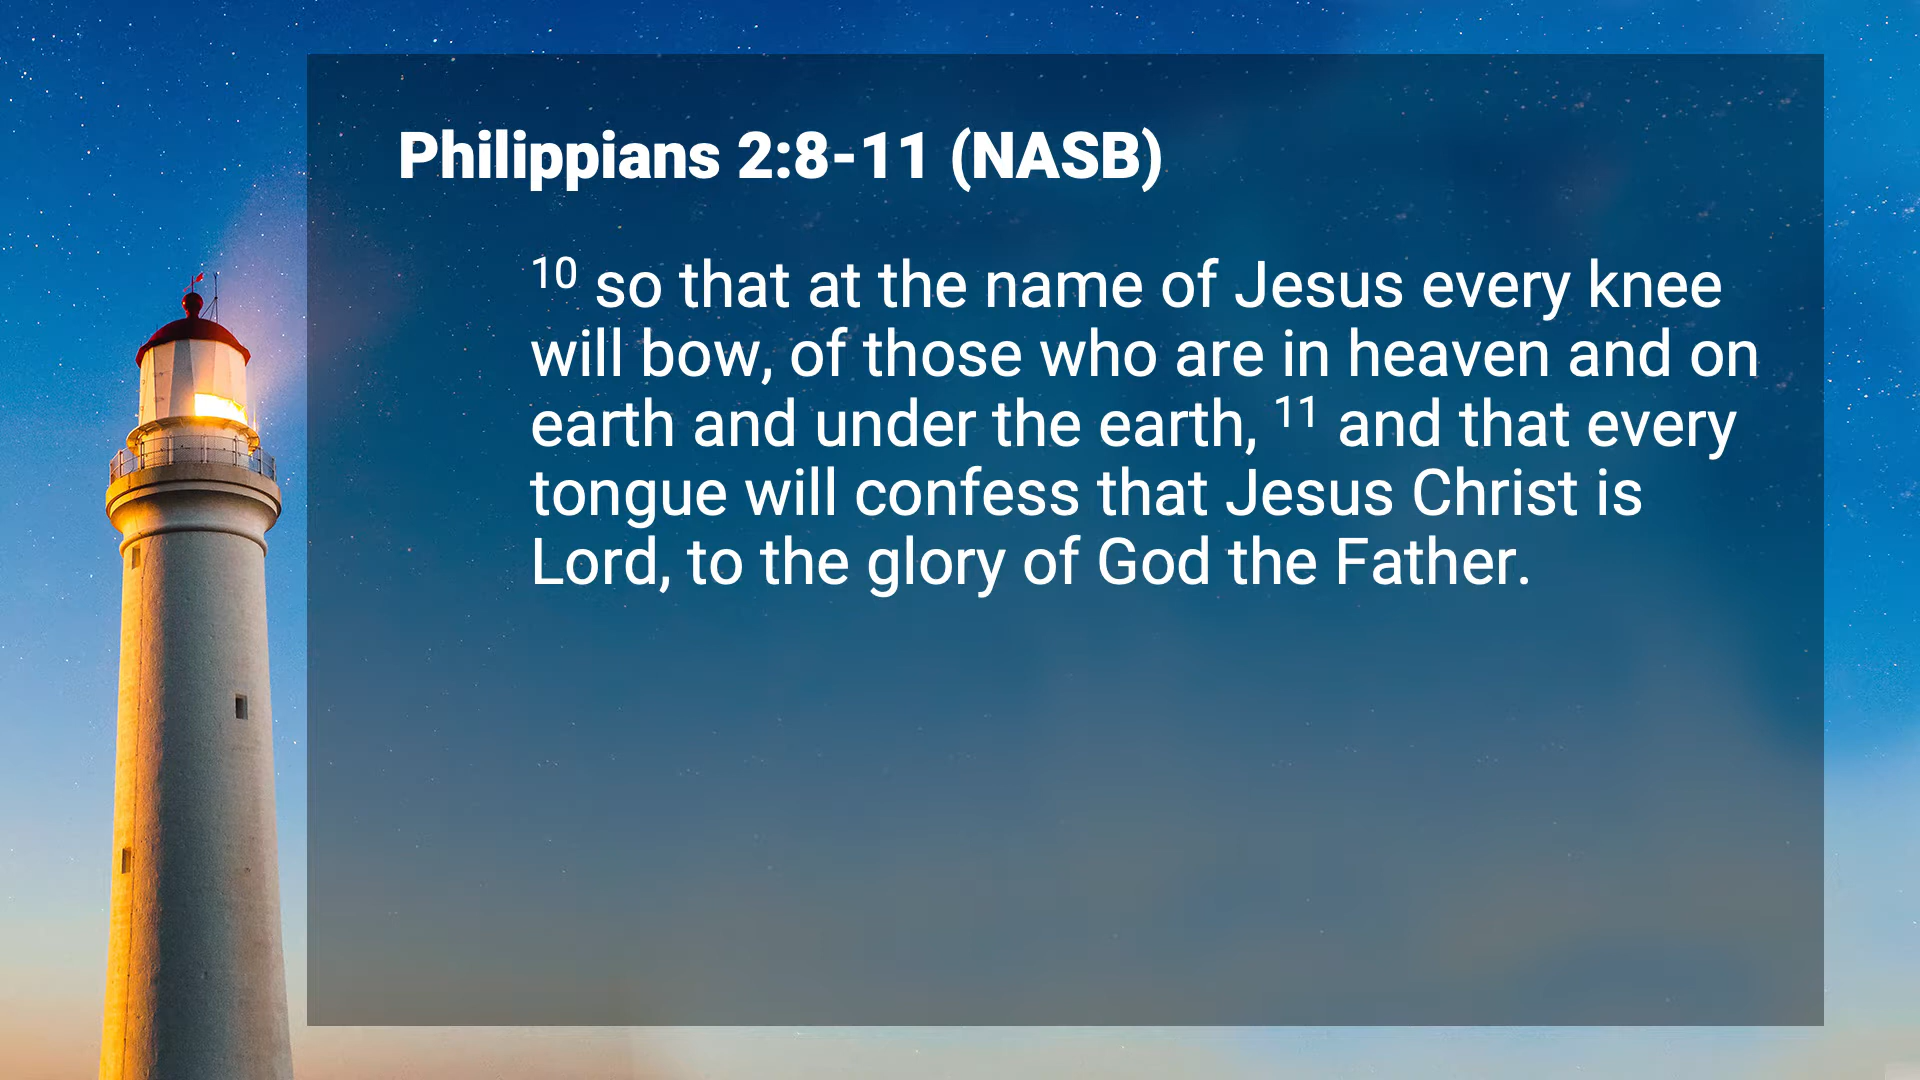 Philippians 2:8-11 (NASB)
10 so that at the name of Jesus every knee
will bow, of those who are in heaven and on
earth and under the earth, 11 and that every
tongue will confess that Jesus Christ is
Lord, to the glory of God the Father.